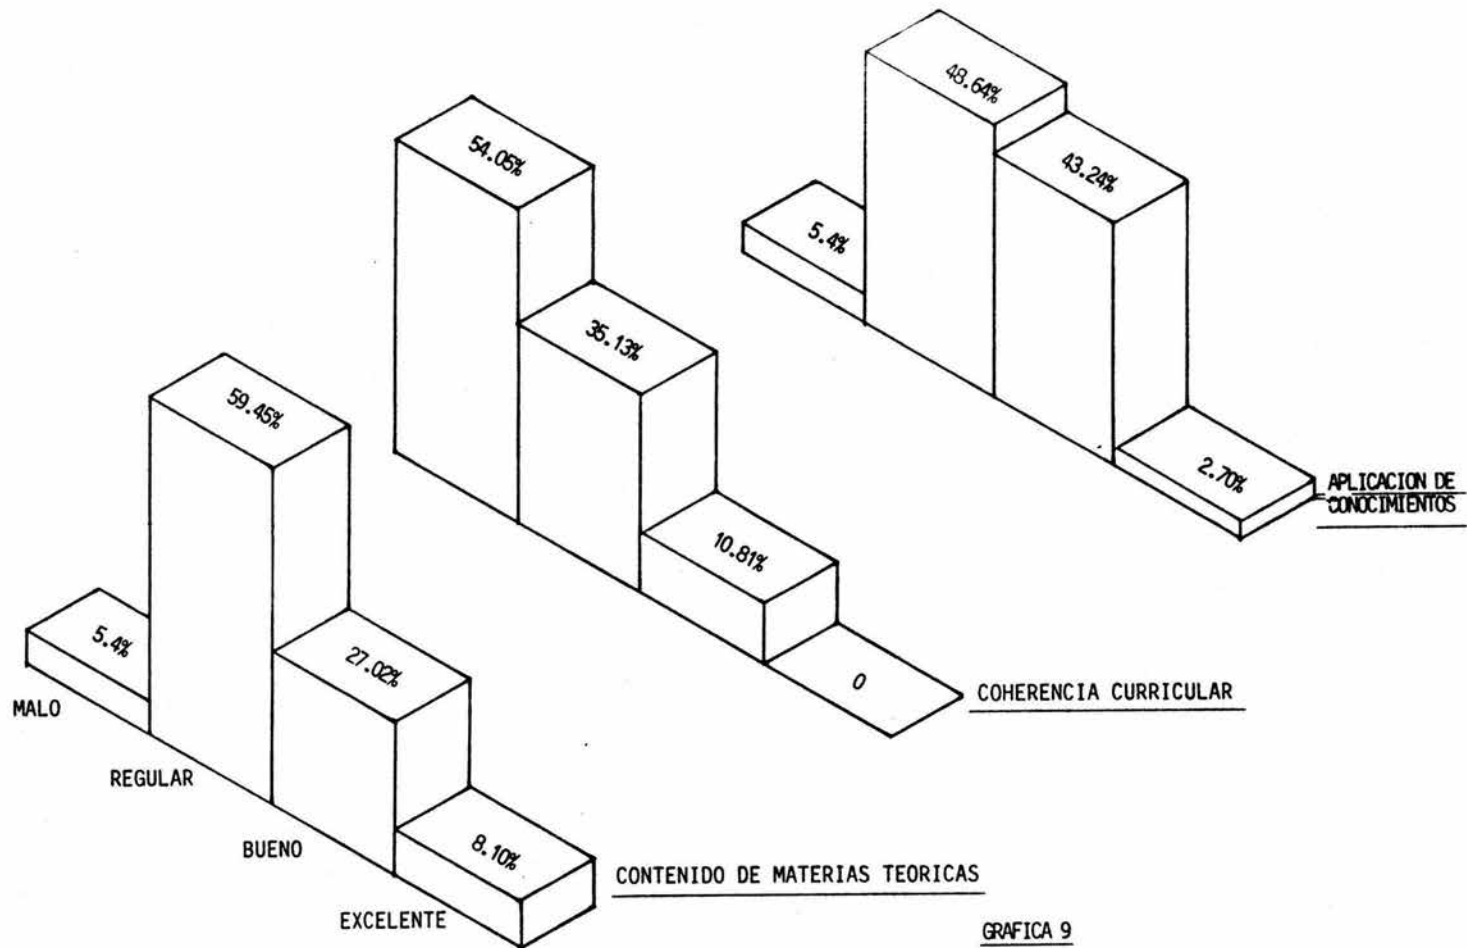 48.64%
43.24%
5.4%
2.70%
APLICACION DE
CONOCIMIENTOS
54.05%
35.13%
10.81%
0
COHERENCIA CURRICULAR
59.45%
5.4%
27.02%
8.10%
MALO
REGULAR
BUENO
EXCELENTE
CONTENIDO DE MATERIAS TEORICAS
GRAFICA 9